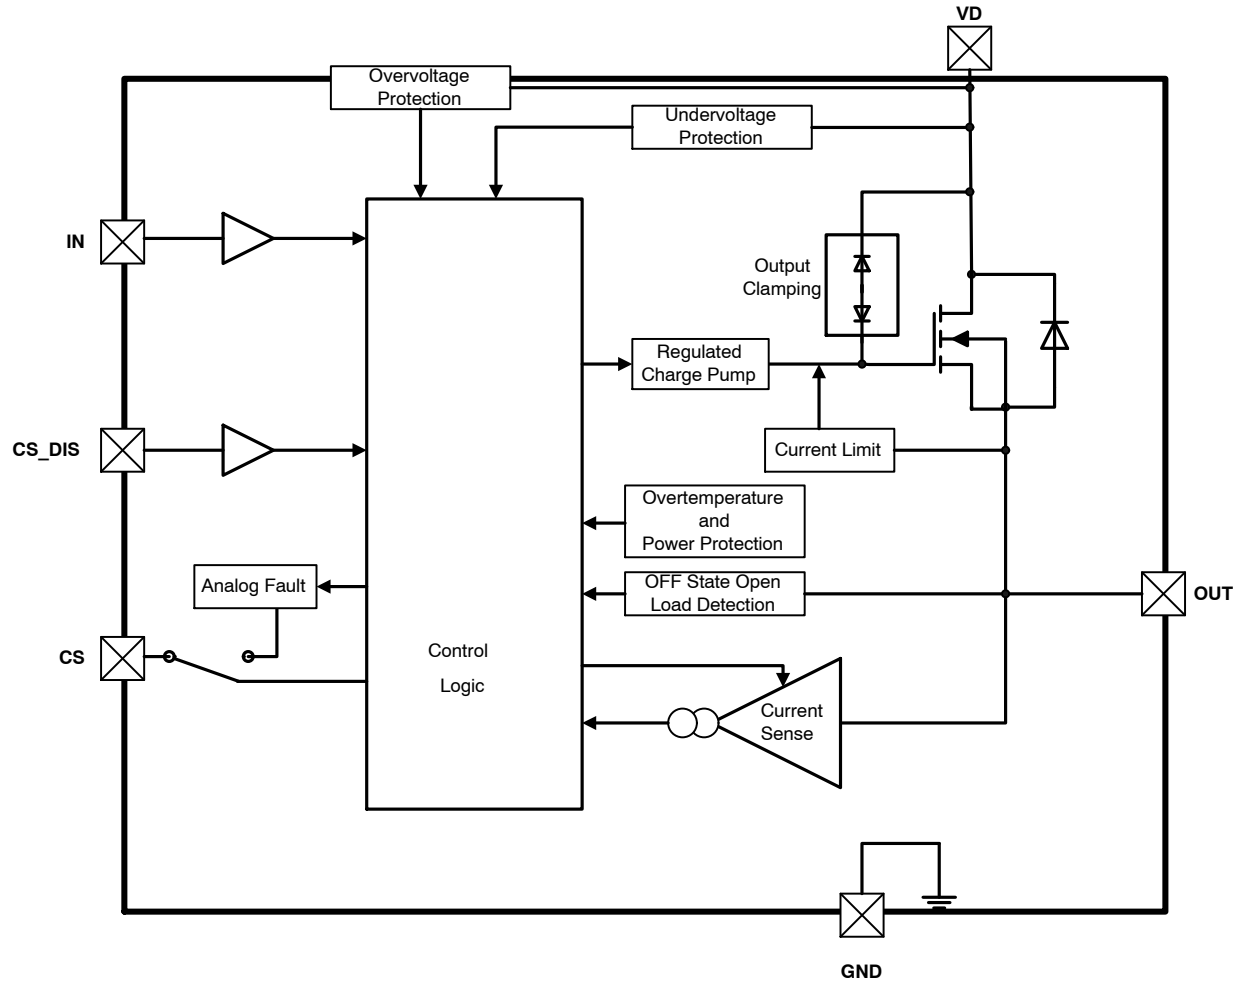 VD
Overvoltage
Protection
Undervoltage
Protection
IN
Output
Clamping
Regulated
Charge Pump
CS_DIS
Current Limit
Overtemperature
and
Power Protection
Analog Fault
OFF State Open
Load Detection
OUT
CS
Control
Logic
Current
Sense
GND